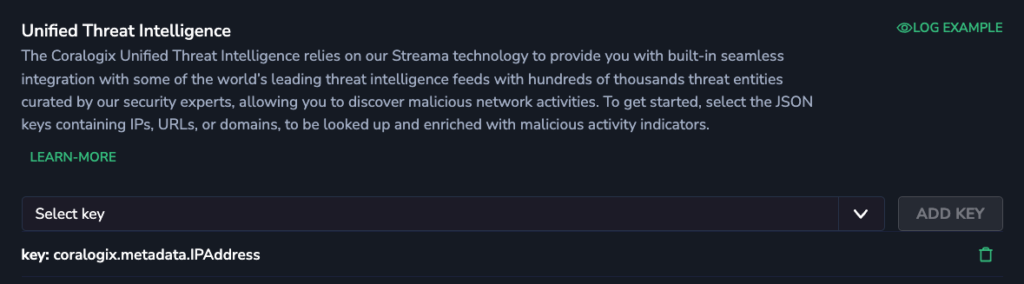 Unified Threat Intelligence
LOG EXAMPLE
The Coralogix Unified Threat Intelligence relies on our Streama technology to provide you with built-in seamless
integration with some of the world's leading threat intelligence feeds with hundreds of thousands threat entities
curated by our security experts, allowing you to discover malicious network activities. To get started, select the JSON
keys containing IPs, URLs, or domains, to be looked up and enriched with malicious activity indicators.
LEARN-MORE
Select key
ADD KEY
key: coralogix.metadata.IPAddress